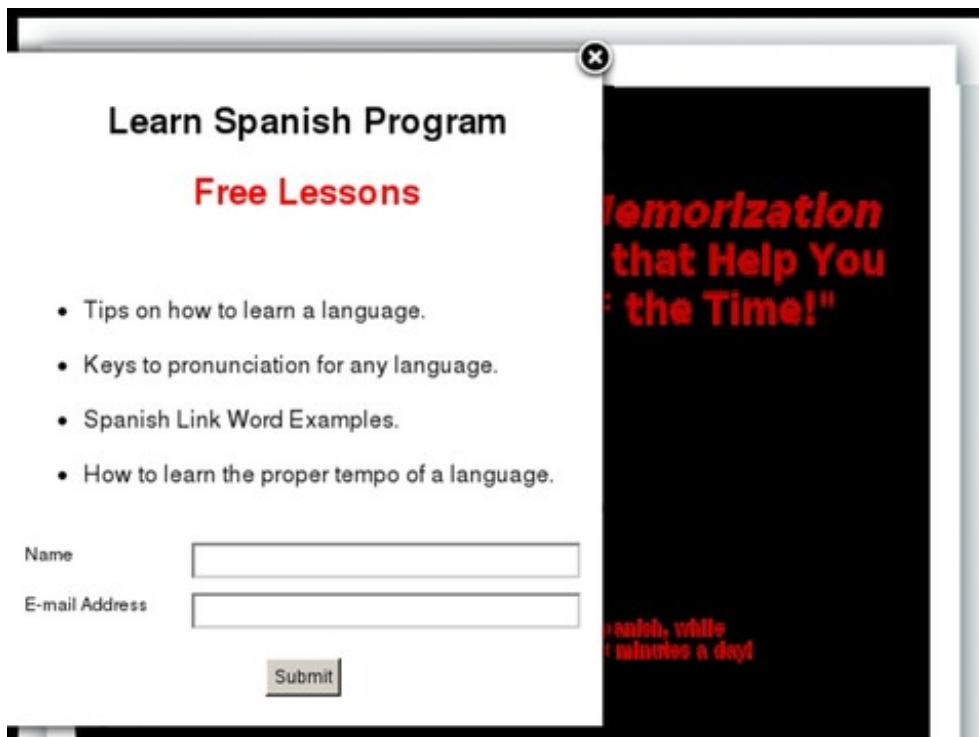 Learn Spanish Program
Free Lessons
• Tips on how to learn a language.
• Keys to pronunciation for any language.
• Spanish Link Word Examples.
• How to learn the proper tempo of a language.
Name
E-mail Address
Submit
that Help You
the Time!"
while
minutes a day!